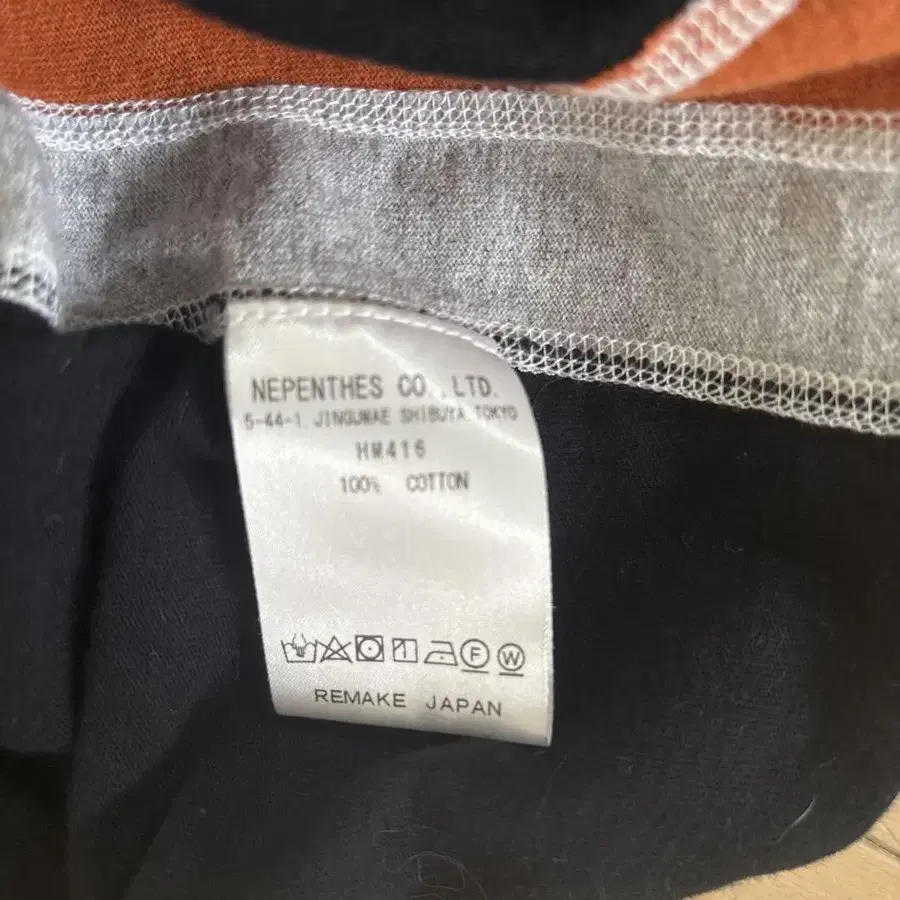 NEPENTHES CO.,LTD.
5-44-1, JINGUMAE SHIBUYA TOKYO
HM416
100% COTTON
F W
REMAKE JAPAN